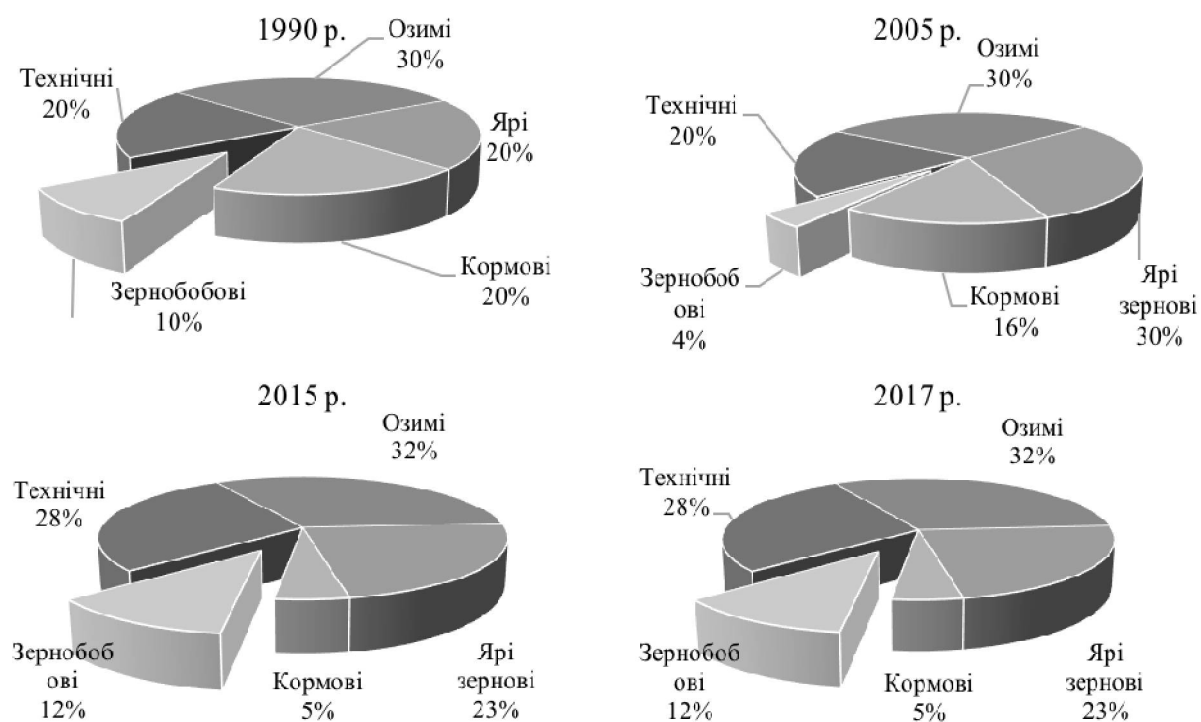 1990 р.
Озимі
30%
Технічні
20%
Ярі
20%
Кормові
20%
Зернобобові
10%
2005 р.
Озимі
30%
Технічні
20%
Зернобоб
ові
4%
Кормові
16%
Ярі
зернові
30%
2015 р.
Озимі
32%
Технічні
28%
Зернобоб
ові
12%
Кормові
5%
Ярі
зернові
23%
2017 р.
Озимі
32%
Технічні
28%
Зернобоб
ові
12%
Кормові
5%
Ярі
зернові
23%